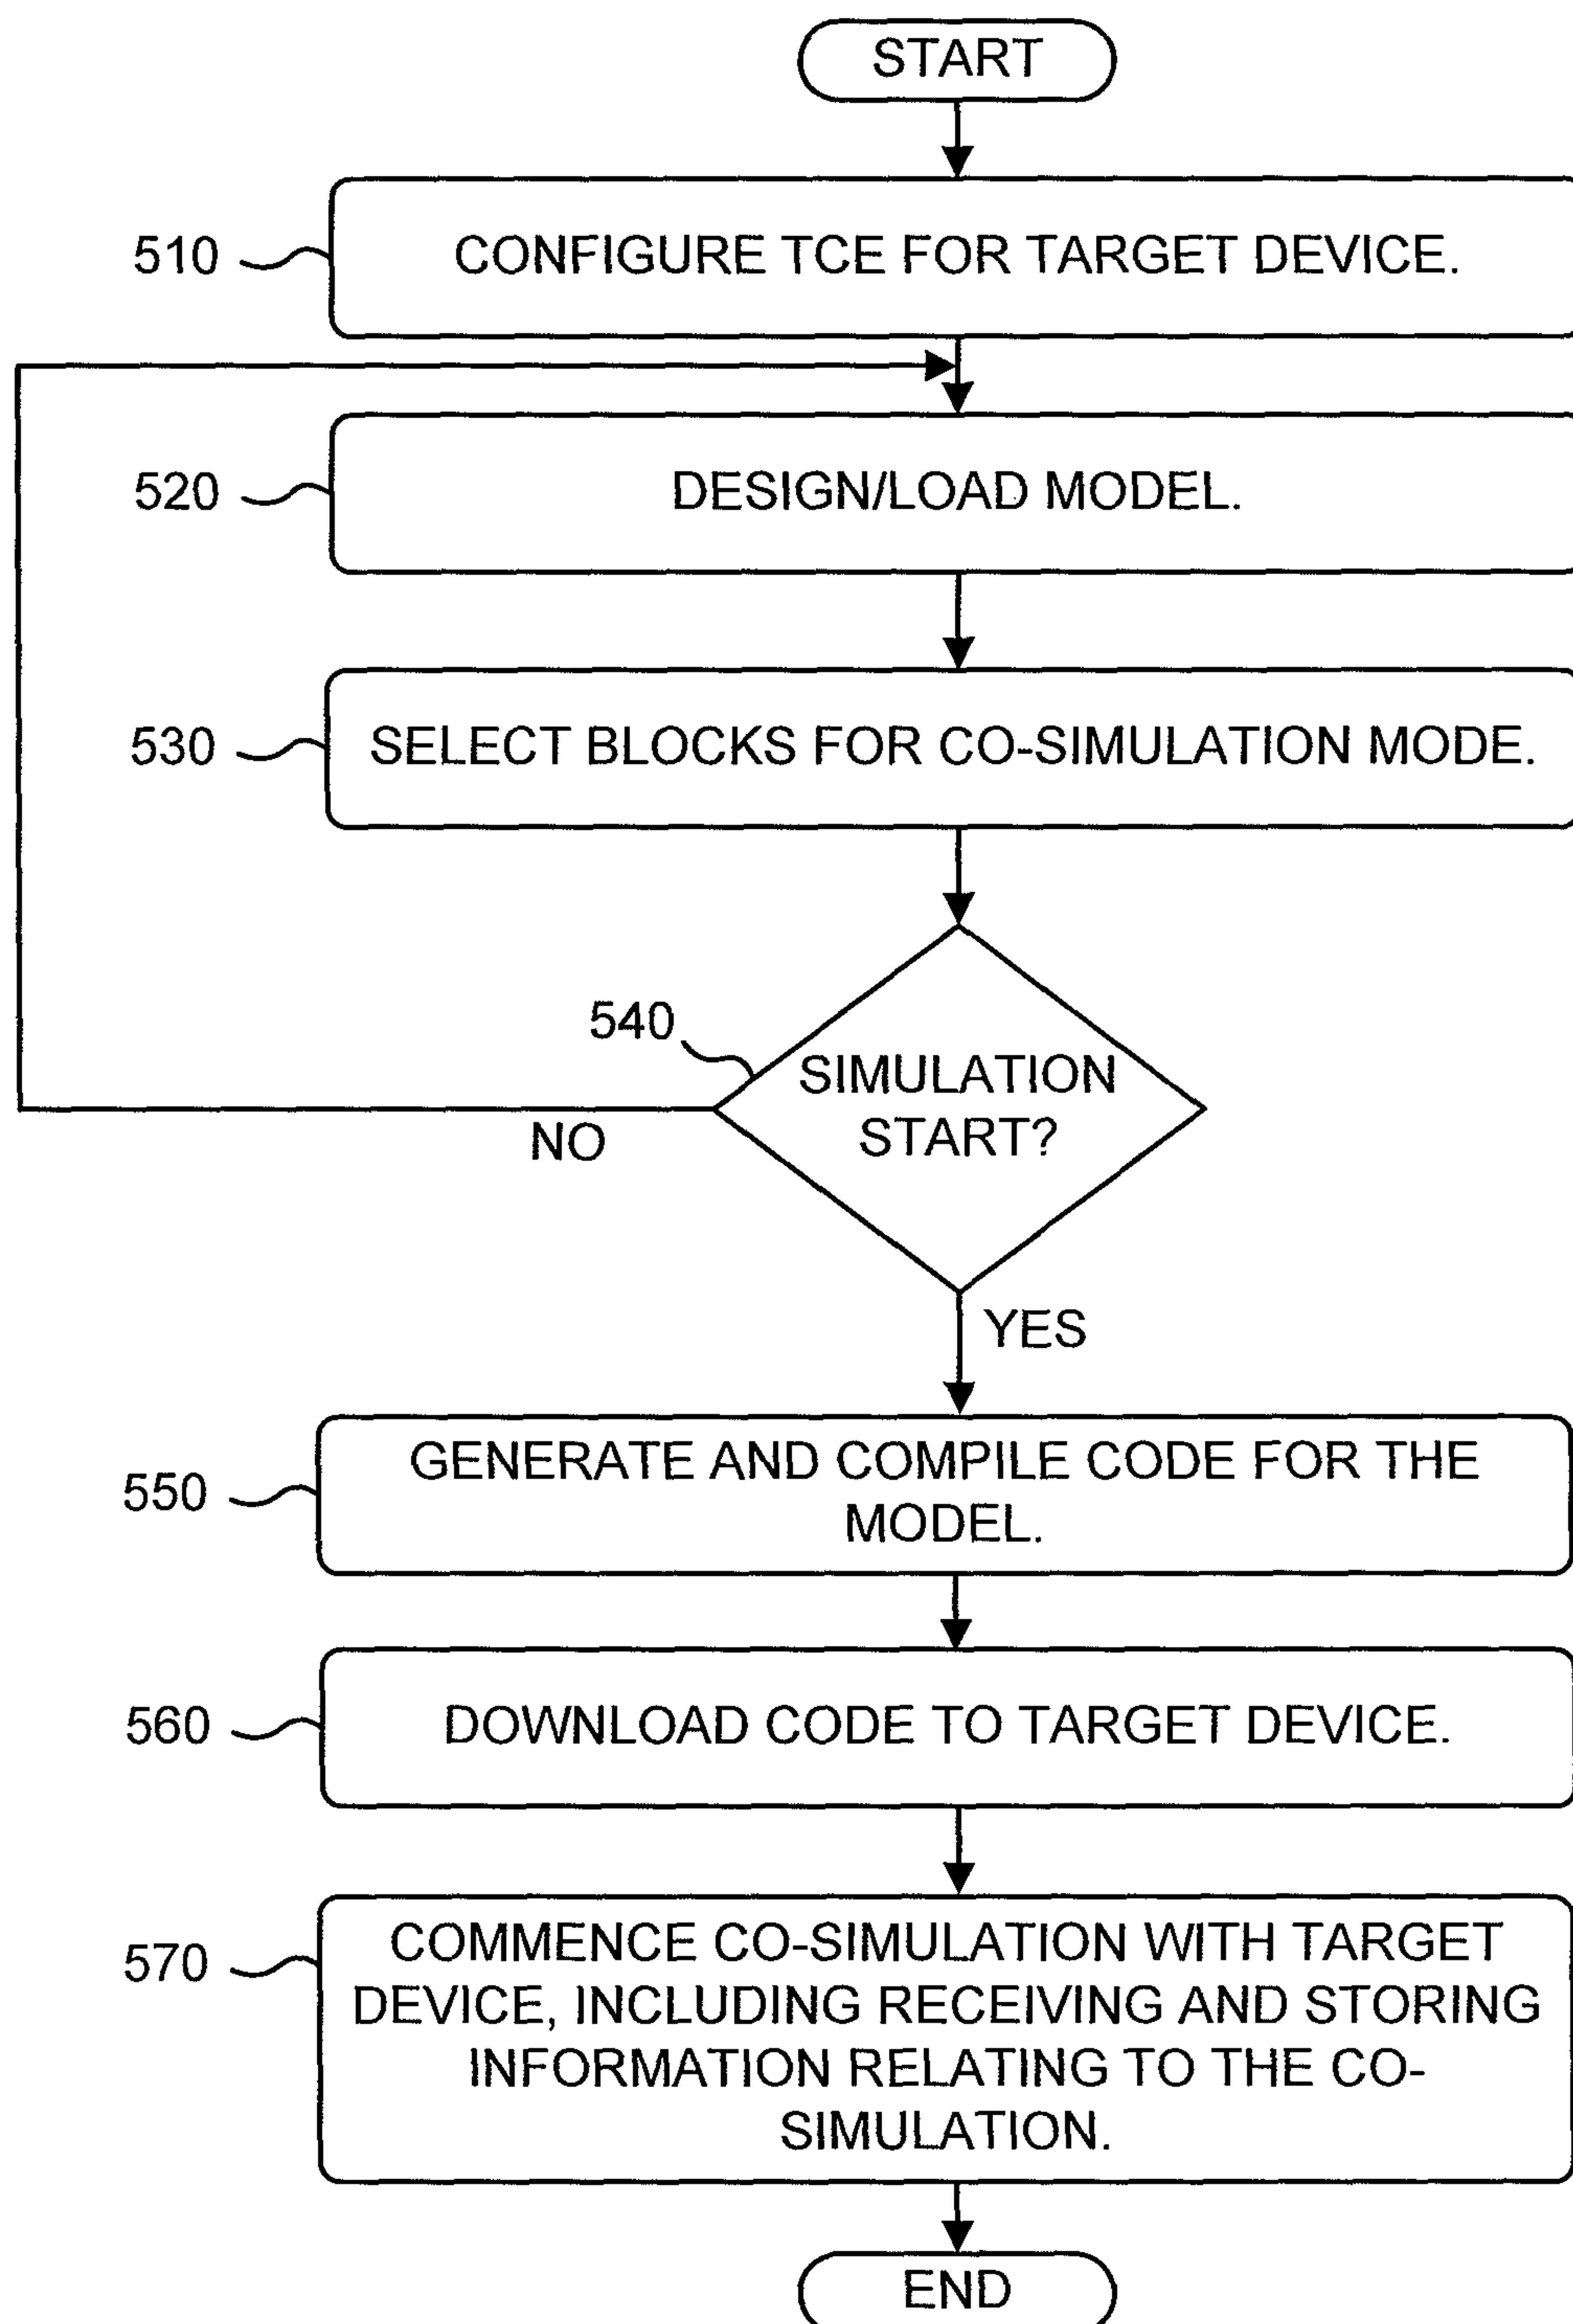 START
510
CONFIGURE TCE FOR TARGET DEVICE.
520
DESIGN/LOAD MODEL.
530
SELECT BLOCKS FOR CO-SIMULATION MODE.
540
SIMULATION
START?
NO
YES
550
GENERATE AND COMPILE CODE FOR THE
MODEL.
560
DOWNLOAD CODE TO TARGET DEVICE.
570
COMMENCE CO-SIMULATION WITH TARGET
DEVICE, INCLUDING RECEIVING AND STORING
INFORMATION RELATING TO THE CO-
SIMULATION.
END